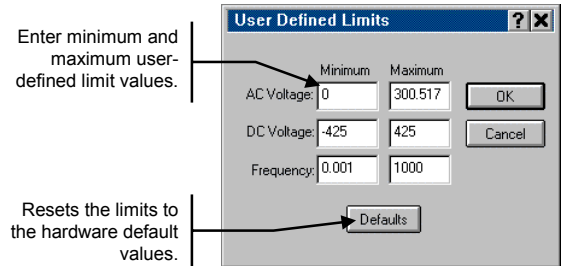 User Defined Limits
Enter minimum and
maximum user-
defined limit values.
Minimum Maximum
AC Voltage: 0 300.517 OK
DC Voltage: -425 425 Cancel
Frequency: 0.001 1000
Defaults
Resets the limits to
the hardware default
values.